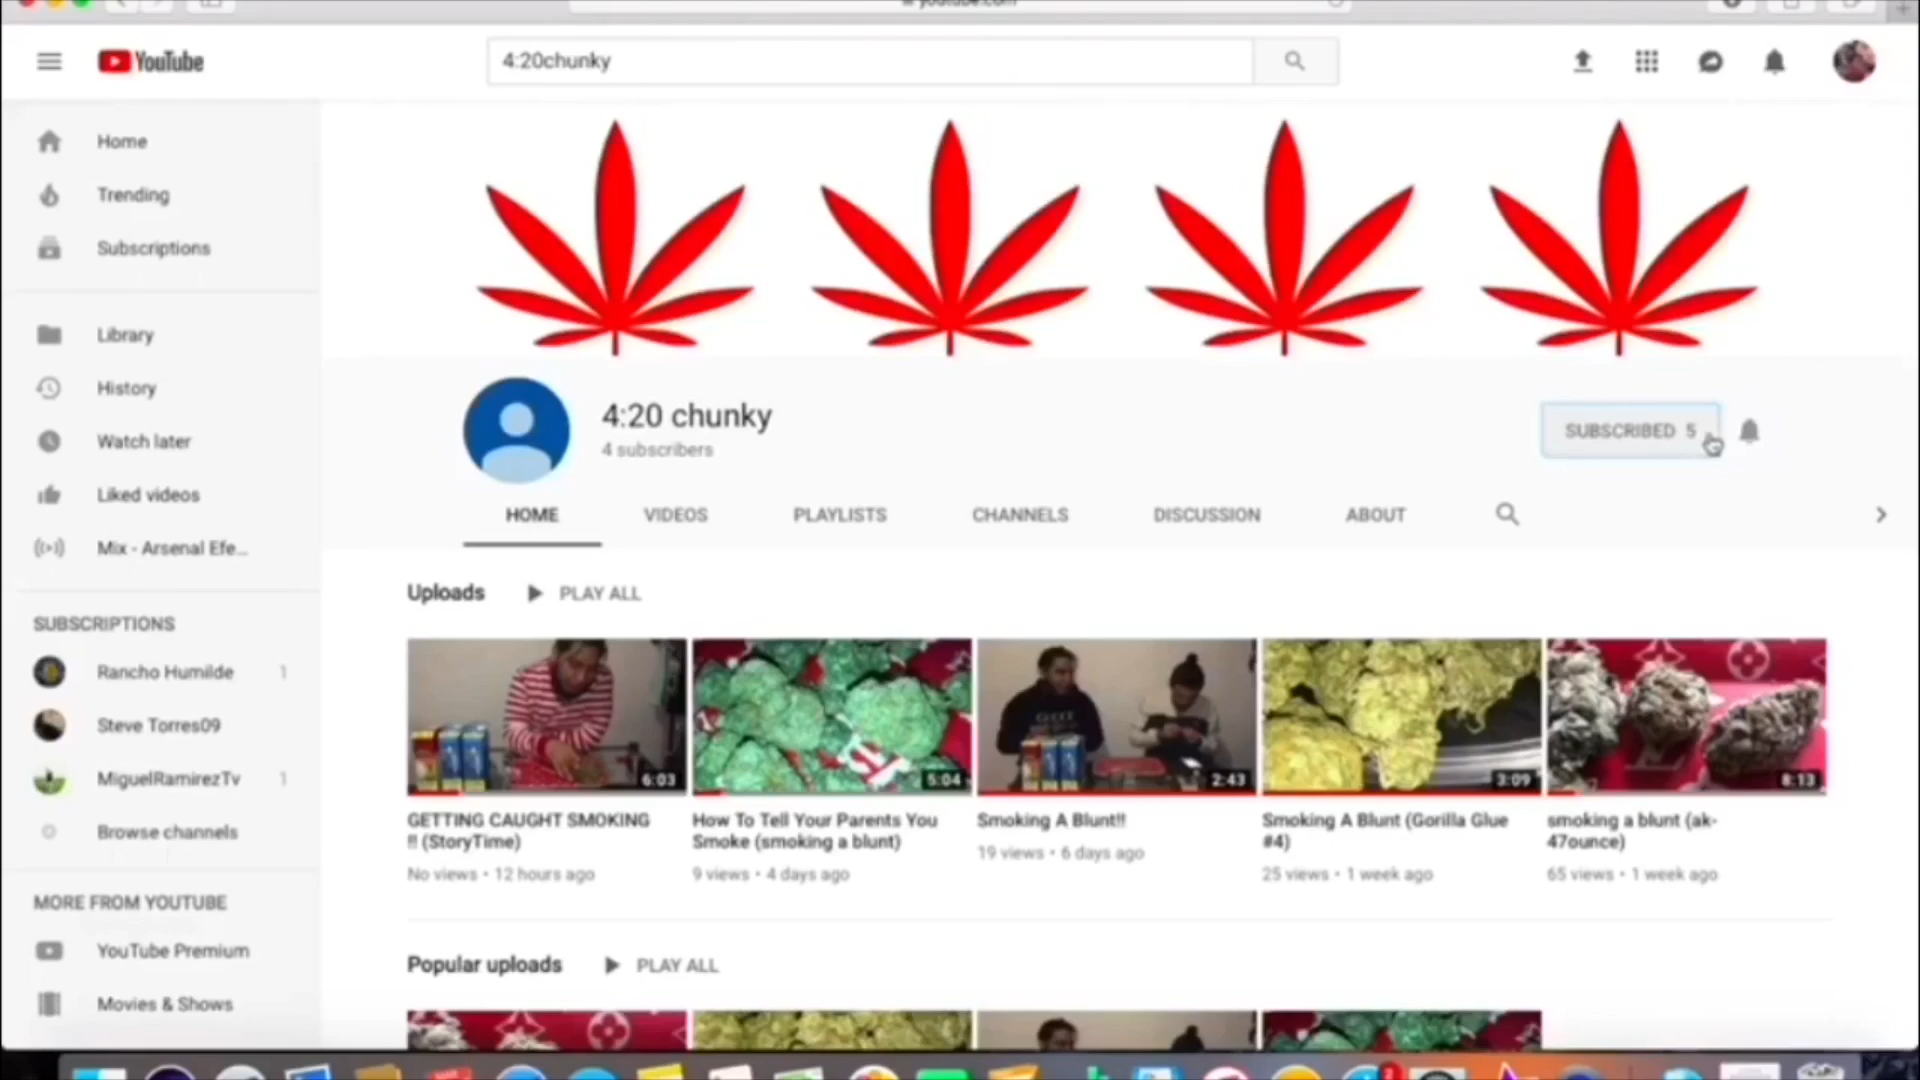 YouTube
4:20chunky
Home
Trending
Subscriptions
Library
History
Watch later
Liked videos
Mix - Arsenal Efe...
SUBSCRIPTIONS
Rancho Humilde 1
Steve Torres09
MiguelRamirezTv 1
Browse channels
MORE FROM YOUTUBE
YouTube Premium
Movies & Shows
4:20 chunky
4 subscribers
SUBSCRIBED 5
HOME VIDEOS PLAYLISTS CHANNELS DISCUSSION ABOUT
Uploads PLAY ALL
6:03
GETTING CAUGHT SMOKING
!! (StoryTime)
No views • 12 hours ago
5:04
How To Tell Your Parents You
Smoke (smoking a blunt)
9 views • 4 days ago
GUCCI
2:43
Smoking A Blunt!!
19 views • 6 days ago
3:09
Smoking A Blunt (Gorilla Glue
#4)
25 views • 1 week ago
8:13
smoking a blunt (ak-
47ounce)
65 views • 1 week ago
Popular uploads PLAY ALL
2